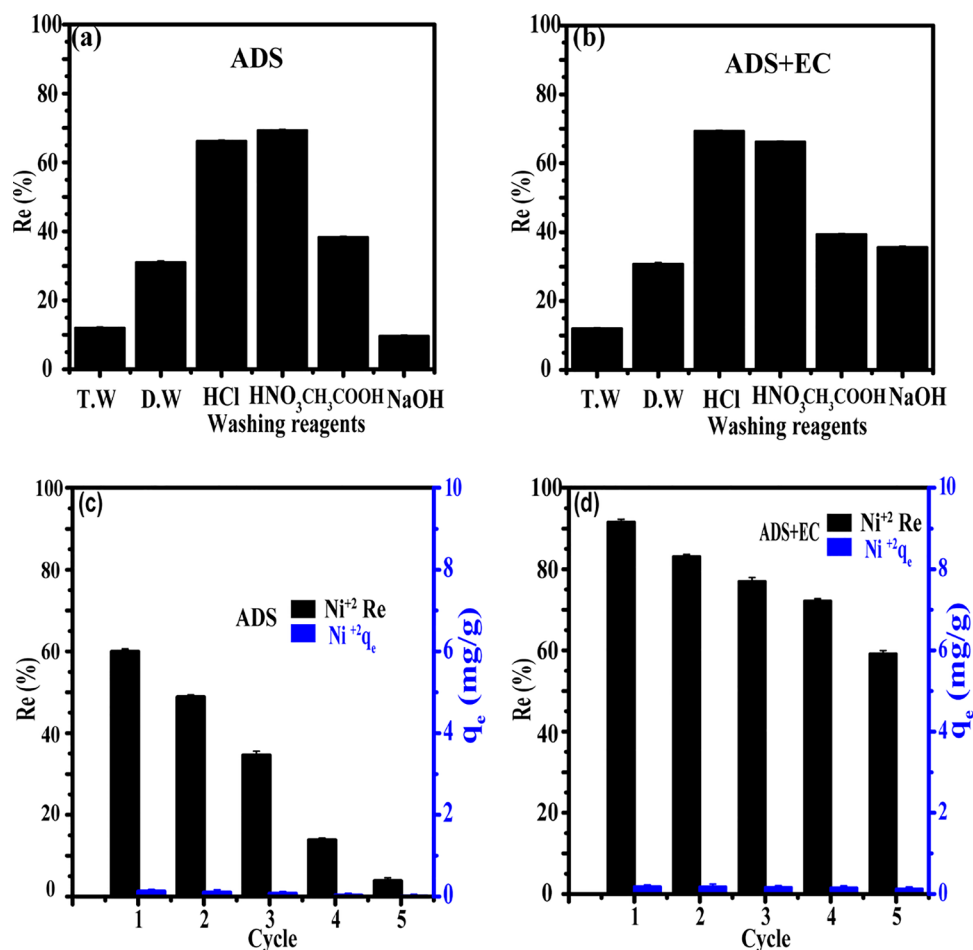 (a)
ADS
Re (%)
100
80
60
40
20
0
T.W D.W HCl HNO₃ CH₃COOH NaOH
Washing reagents
(b)
ADS+EC
Re (%)
100
80
60
40
20
0
T.W D.W HCl HNO₃ CH₃COOH NaOH
Washing reagents
(c)
ADS
Ni⁺² Re
Ni ⁺²qₑ
Re (%)
100
80
60
40
20
0
10
8
6
4
2
0
qₑ (mg/g)
1 2 3 4 5
Cycle
(d)
ADS+EC
Ni⁺² Re
Ni ⁺²qₑ
Re (%)
100
80
60
40
20
0
10
8
6
4
2
0
qₑ (mg/g)
1 2 3 4 5
Cycle